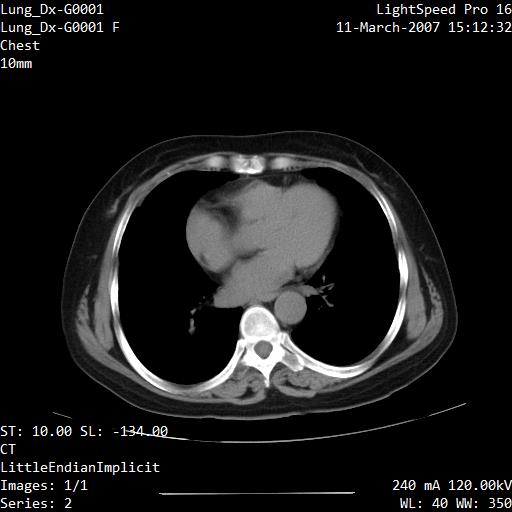 Lung_Dx-G0001
Lung_Dx-G0001 F
Chest
10mm
LightSpeed Pro 16
11-March-2007 15:12:32
ST: 10.00 SL: -134.00
CT
LittleEndianImplicit
Images: 1/1
Series: 2
240 mA 120.00kV
WL: 40 WW: 350